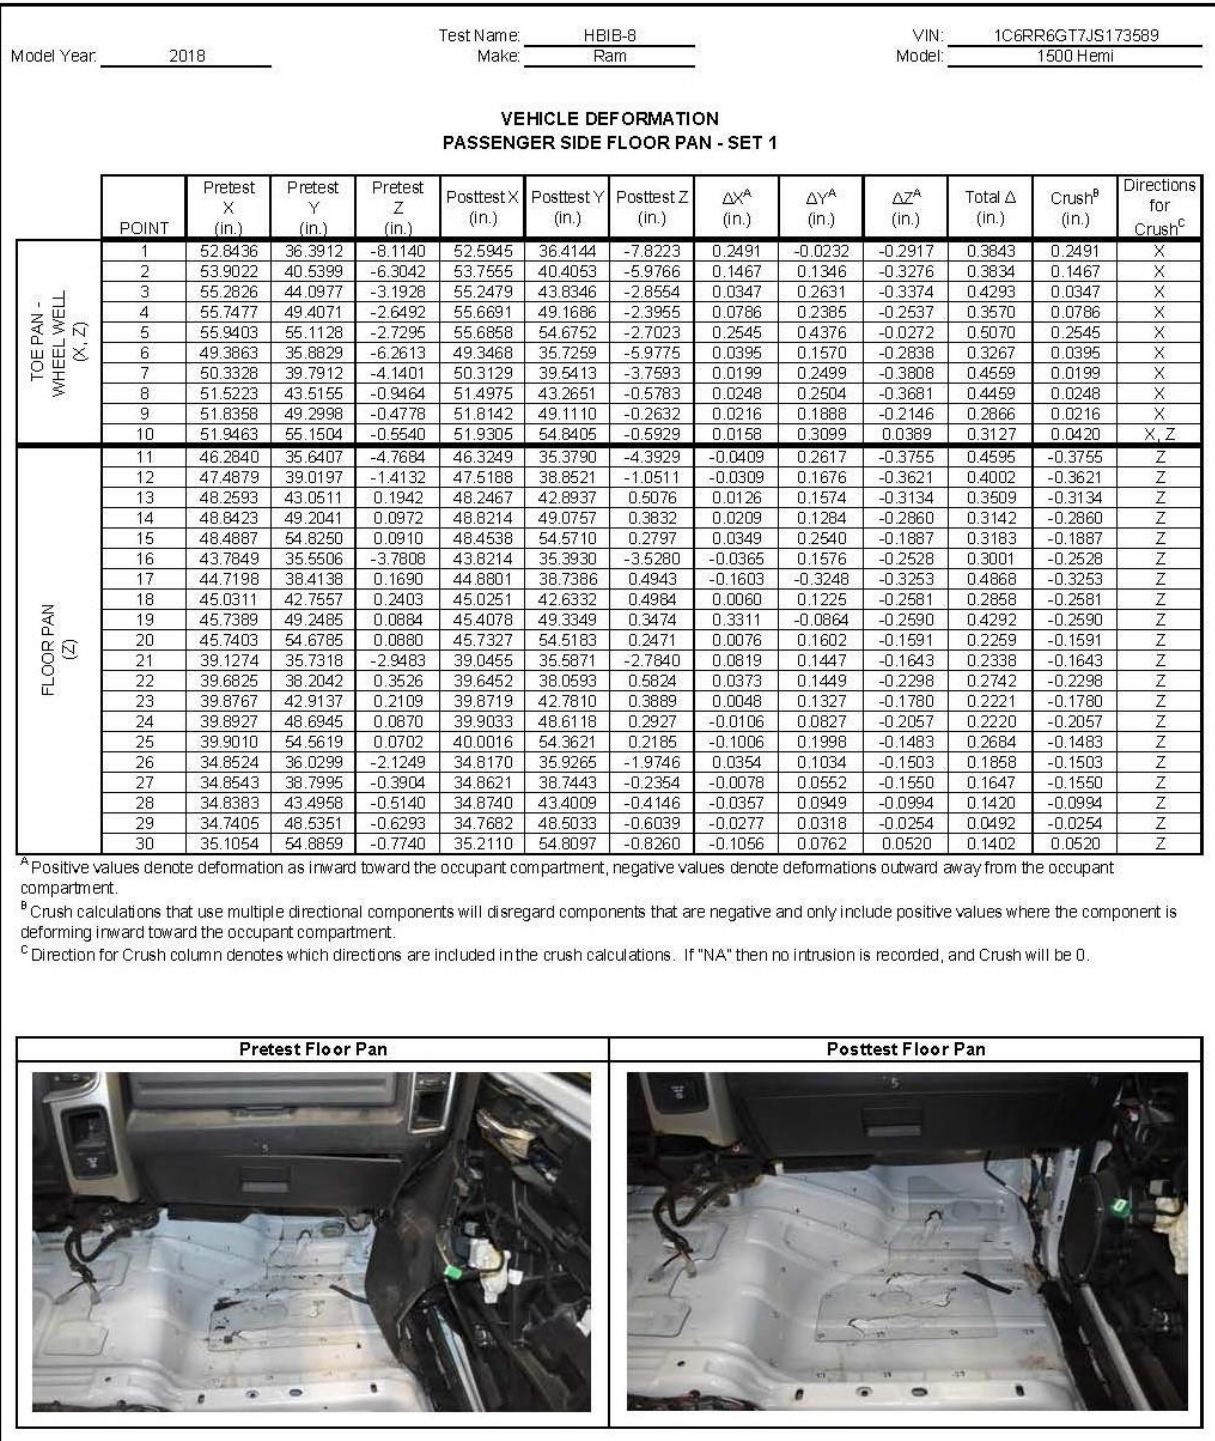 Test Name: HBIB-8 VIN: 1C6RR6GT7JS173589
Model Year: 2018 Make: Ram Model: 1500 Hemi
VEHICLE DEFORMATION
PASSENGER SIDE FLOOR PAN - SET 1
POINT Pretest X (in.) Pretest Y (in.) Pretest Z (in.) Posttest X (in.) Posttest Y (in.) Posttest Z (in.) ΔXᴬ (in.) ΔYᴬ (in.) ΔZᴬ (in.) Total Δ (in.) Crushᴮ (in.) Directions for Crushᶜ
TOE PAN - WHEEL WELL (X, Z)
1 52.8436 36.3912 -8.1140 52.5945 36.4144 -7.8223 0.2491 -0.0232 -0.2917 0.3843 0.2491 X
2 53.9022 40.5399 -6.3042 53.7555 40.4053 -5.9766 0.1467 0.1346 -0.3276 0.3834 0.1467 X
3 55.2826 44.0977 -3.1928 55.2479 43.8346 -2.8554 0.0347 0.2631 -0.3374 0.4293 0.0347 X
4 55.7477 49.4071 -2.6492 55.6691 49.1686 -2.3955 0.0786 0.2385 -0.2537 0.3570 0.0786 X
5 55.9403 55.1128 -2.7295 55.6858 54.6752 -2.7023 0.2545 0.4376 -0.0272 0.5070 0.2545 X
6 49.3863 35.8829 -6.2613 49.3468 35.7259 -5.9775 0.0395 0.1570 -0.2838 0.3267 0.0395 X
7 50.3328 39.7912 -4.1401 50.3129 39.5413 -3.7593 0.0199 0.2499 -0.3808 0.4559 0.0199 X
8 51.5223 43.5155 -0.9464 51.4975 43.2651 -0.5783 0.0248 0.2504 -0.3681 0.4459 0.0248 X
9 51.8358 49.2998 -0.4778 51.8142 49.1110 -0.2632 0.0216 0.1888 -0.2146 0.2866 0.0216 X
10 51.9463 55.1504 -0.5540 51.9305 54.8405 -0.5929 0.0158 0.3099 0.0389 0.3127 0.0420 X, Z
FLOOR PAN (Z)
11 46.2840 35.6407 -4.7684 46.3249 35.3790 -4.3929 -0.0409 0.2617 -0.3755 0.4595 -0.3755 Z
12 47.4879 39.0197 -1.4132 47.5188 38.8521 -1.0511 -0.0309 0.1676 -0.3621 0.4002 -0.3621 Z
13 48.2593 43.0511 0.1942 48.2467 42.8937 0.5076 0.0126 0.1574 -0.3134 0.3509 -0.3134 Z
14 48.8423 49.2041 0.0972 48.8214 49.0757 0.3832 0.0209 0.1284 -0.2860 0.3142 -0.2860 Z
15 48.4887 54.8250 0.0910 48.4538 54.5710 0.2797 0.0349 0.2540 -0.1887 0.3183 -0.1887 Z
16 43.7849 35.5506 -3.7808 43.8214 35.3930 -3.5280 -0.0365 0.1576 -0.2528 0.3001 -0.2528 Z
17 44.7198 38.4138 0.1690 44.8801 38.7386 0.4943 -0.1603 -0.3248 -0.3253 0.4868 -0.3253 Z
18 45.0311 42.7557 0.2403 45.0251 42.6332 0.4984 0.0060 0.1225 -0.2581 0.2858 -0.2581 Z
19 45.7389 49.2485 0.0884 45.4078 49.3349 0.3474 0.3311 -0.0864 -0.2590 0.4292 -0.2590 Z
20 45.7403 54.6785 0.0880 45.7327 54.5183 0.2471 0.0076 0.1602 -0.1591 0.2259 -0.1591 Z
21 39.1274 35.7318 -2.9483 39.0455 35.5871 -2.7840 0.0819 0.1447 -0.1643 0.2338 -0.1643 Z
22 39.6825 38.2042 0.3526 39.6452 38.0593 0.5824 0.0373 0.1449 -0.2298 0.2742 -0.2298 Z
23 39.8767 42.9137 0.2109 39.8719 42.7810 0.3889 0.0048 0.1327 -0.1780 0.2221 -0.1780 Z
24 39.8927 48.6945 0.0870 39.9033 48.6118 0.2927 -0.0106 0.0827 -0.2057 0.2220 -0.2057 Z
25 39.9010 54.5619 0.0702 40.0016 54.3621 0.2185 -0.1006 0.1998 -0.1483 0.2684 -0.1483 Z
26 34.8524 36.0299 -2.1249 34.8170 35.9265 -1.9746 0.0354 0.1034 -0.1503 0.1858 -0.1503 Z
27 34.8543 38.7995 -0.3904 34.8621 38.7443 -0.2354 -0.0078 0.0552 -0.1550 0.1647 -0.1550 Z
28 34.8383 43.4958 -0.5140 34.8740 43.4009 -0.4146 -0.0357 0.0949 -0.0994 0.1420 -0.0994 Z
29 34.7405 48.5351 -0.6293 34.7682 48.5033 -0.6039 -0.0277 0.0318 -0.0254 0.0492 -0.0254 Z
30 35.1054 54.8859 -0.7740 35.2110 54.8097 -0.8260 -0.1056 0.0762 0.0520 0.1402 0.0520 Z
ᴬ Positive values denote deformation as inward toward the occupant compartment, negative values denote deformations outward away from the occupant
compartment.
ᴮ Crush calculations that use multiple directional components will disregard components that are negative and only include positive values where the component is
deforming inward toward the occupant compartment.
ᶜ Direction for Crush column denotes which directions are included in the crush calculations. If "NA" then no intrusion is recorded, and Crush will be 0.
Pretest Floor Pan Posttest Floor Pan
5 5